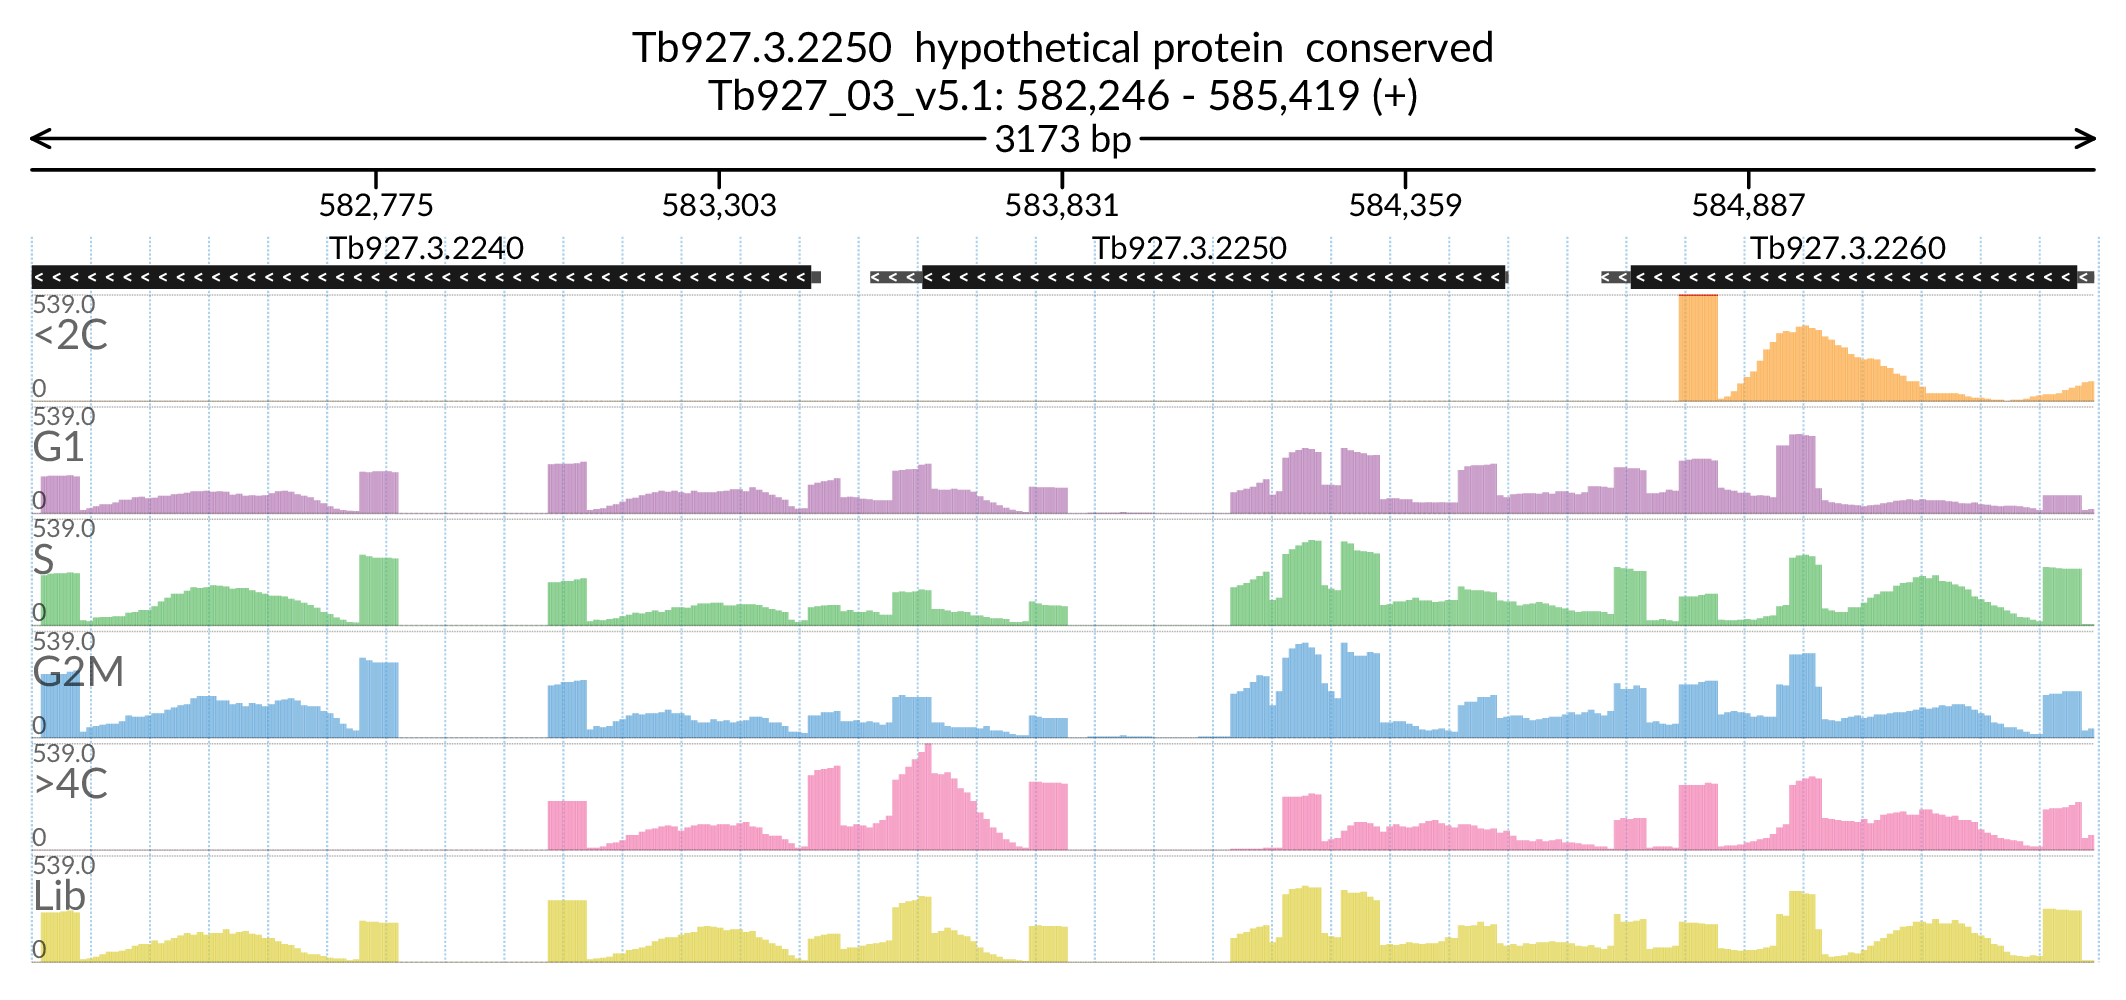 Tb927.3.2250  hypothetical protein  conserved
Tb927_03_v5.1: 582,246 - 585,419 (+)
3173 bp
582,775 583,303 583,831 584,359 584,887
Tb927.3.2240 Tb927.3.2250 Tb927.3.2260
539.0
<2C
0
539.0
G1
0
539.0
S
0
539.0
G2M
0
539.0
>4C
0
539.0
Lib
0